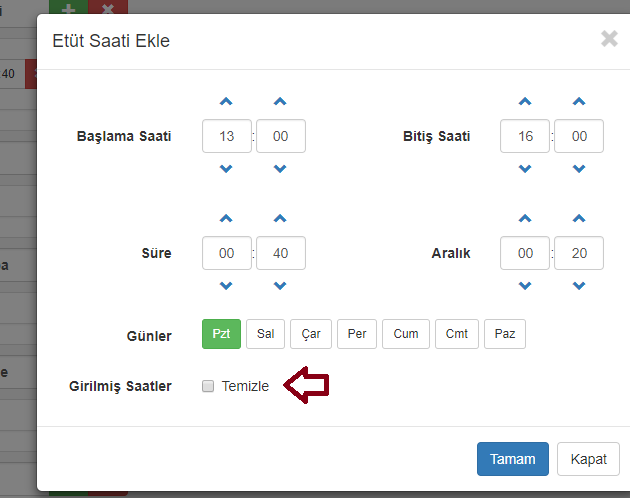 i
Etüt Saati Ekle
40
Başlama Saati 13 : 00 Bitiş Saati 16 : 00
Süre 00 : 40 Aralık 00 : 20
a
Günler Pzt Sal Çar Per Cum Cmt Paz
e
Girilmiş Saatler Temizle
Tamam Kapat